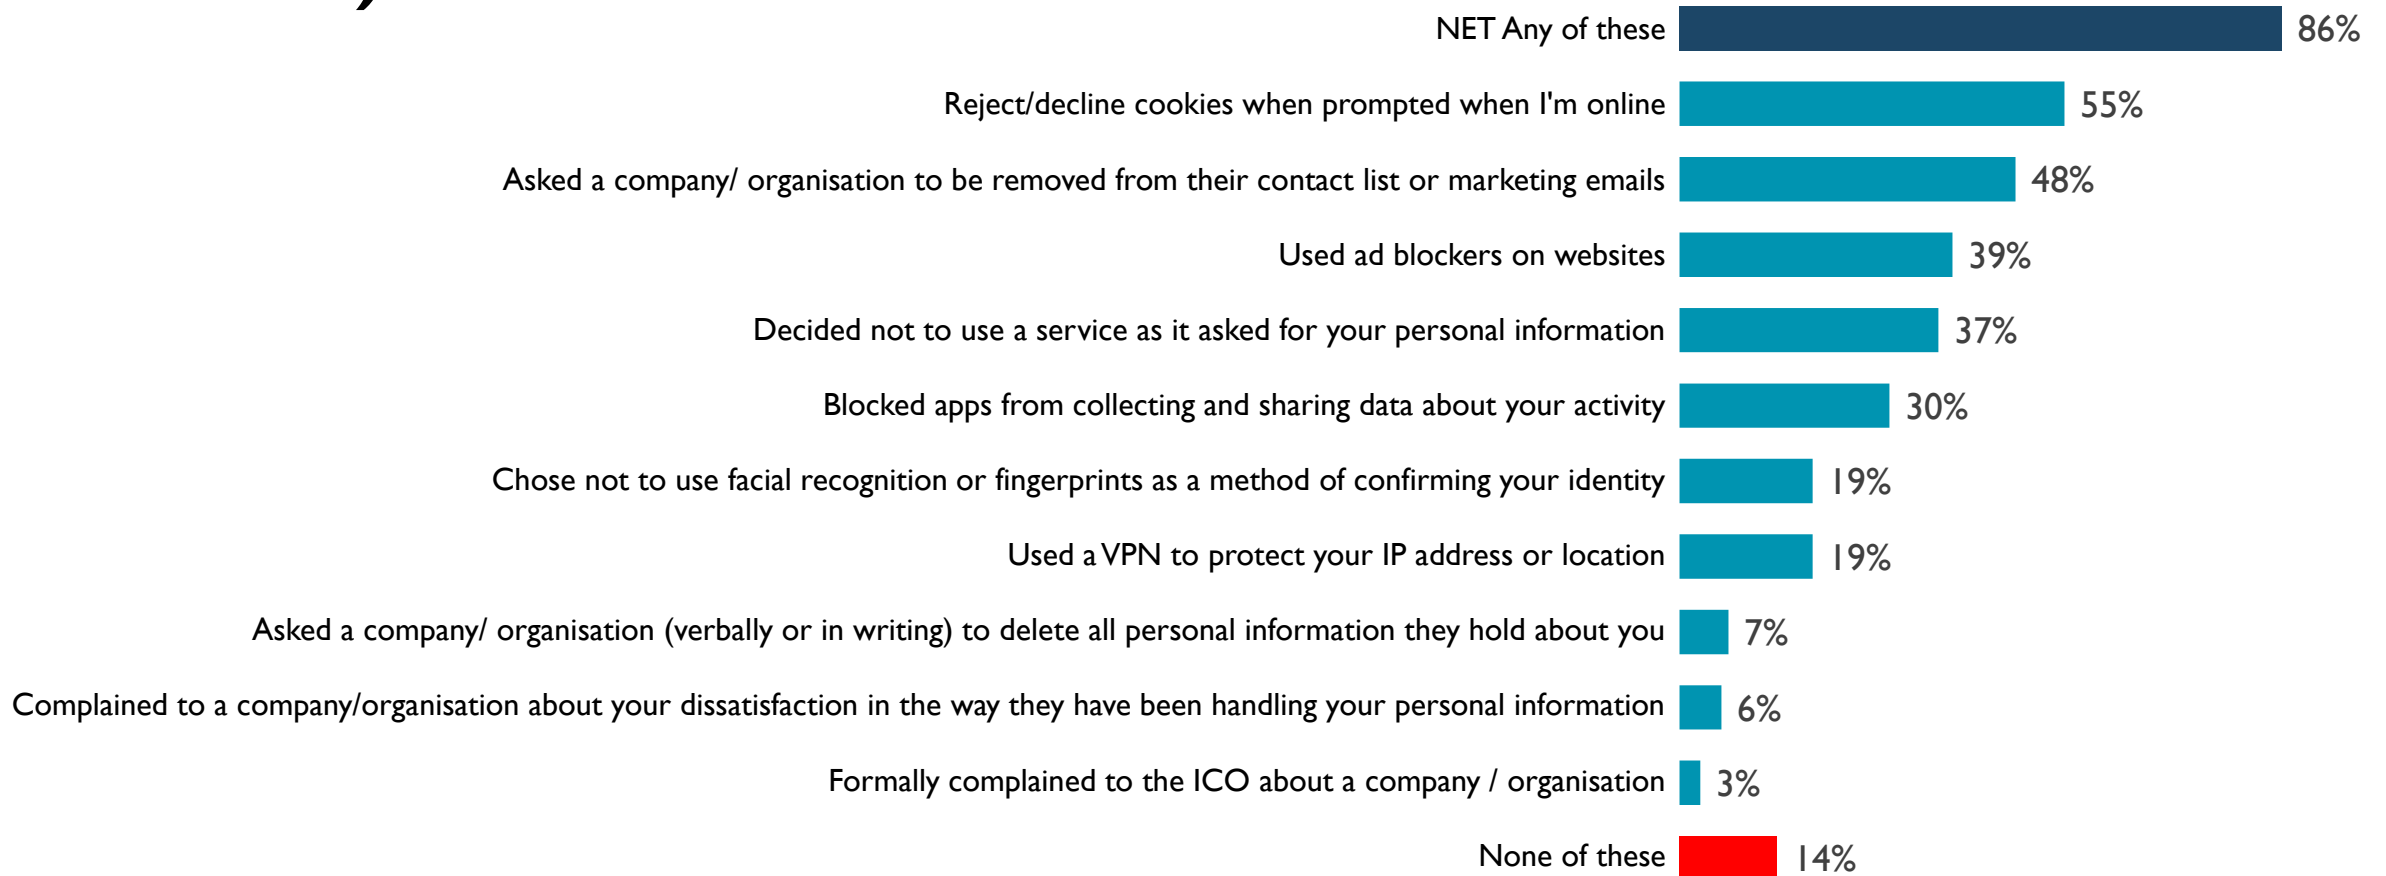 NET Any of these 86%
Reject/decline cookies when prompted when I'm online 55%
Asked a company/ organisation to be removed from their contact list or marketing emails 48%
Used ad blockers on websites 39%
Decided not to use a service as it asked for your personal information 37%
Blocked apps from collecting and sharing data about your activity 30%
Chose not to use facial recognition or fingerprints as a method of confirming your identity 19%
Used a VPN to protect your IP address or location 19%
Asked a company/ organisation (verbally or in writing) to delete all personal information they hold about you 7%
Complained to a company/organisation about your dissatisfaction in the way they have been handling your personal information 6%
Formally complained to the ICO about a company / organisation 3%
None of these 14%